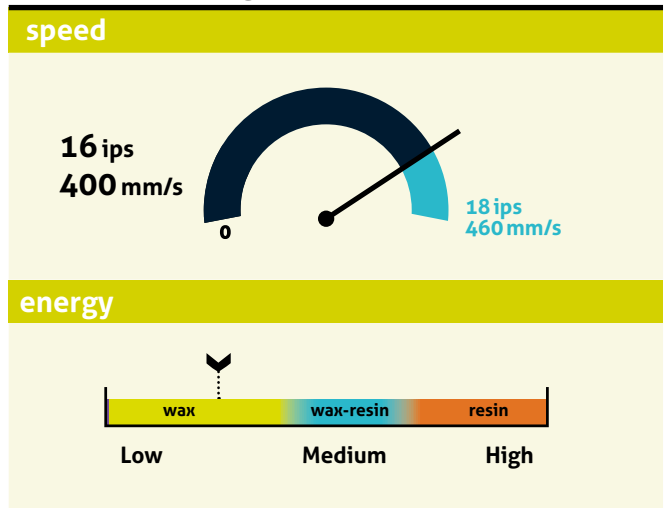 speed
16 ips
400 mm/s
0
18 ips
460 mm/s
energy
wax wax-resin resin
Low Medium High